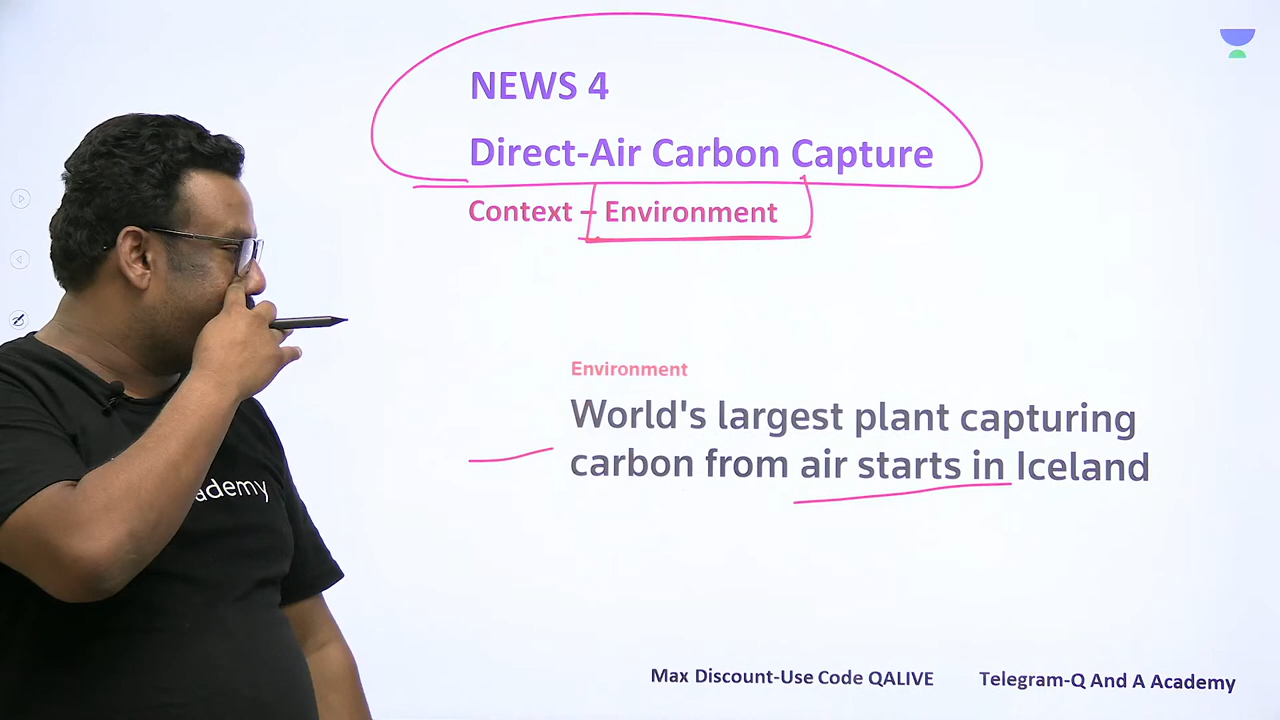 NEWS 4
Direct-Air Carbon Capture
Context – Environment
Environment
World's largest plant capturing
carbon from air starts in Iceland
ademy
Max Discount-Use Code QALIVE
Telegram-Q And A Academy